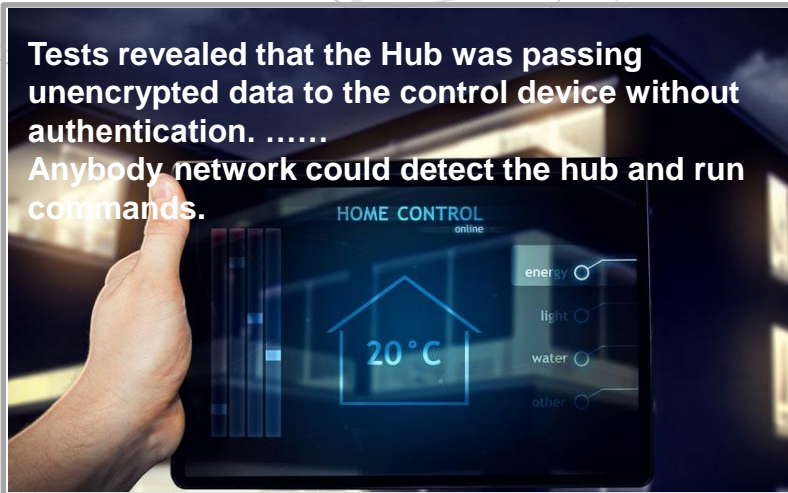 Tests revealed that the Hub was passing
unencrypted data to the control device without
authentication. ......
Anybody network could detect the hub and run
commands.
HOME CONTROL
online
energy
light
20°C
water
other